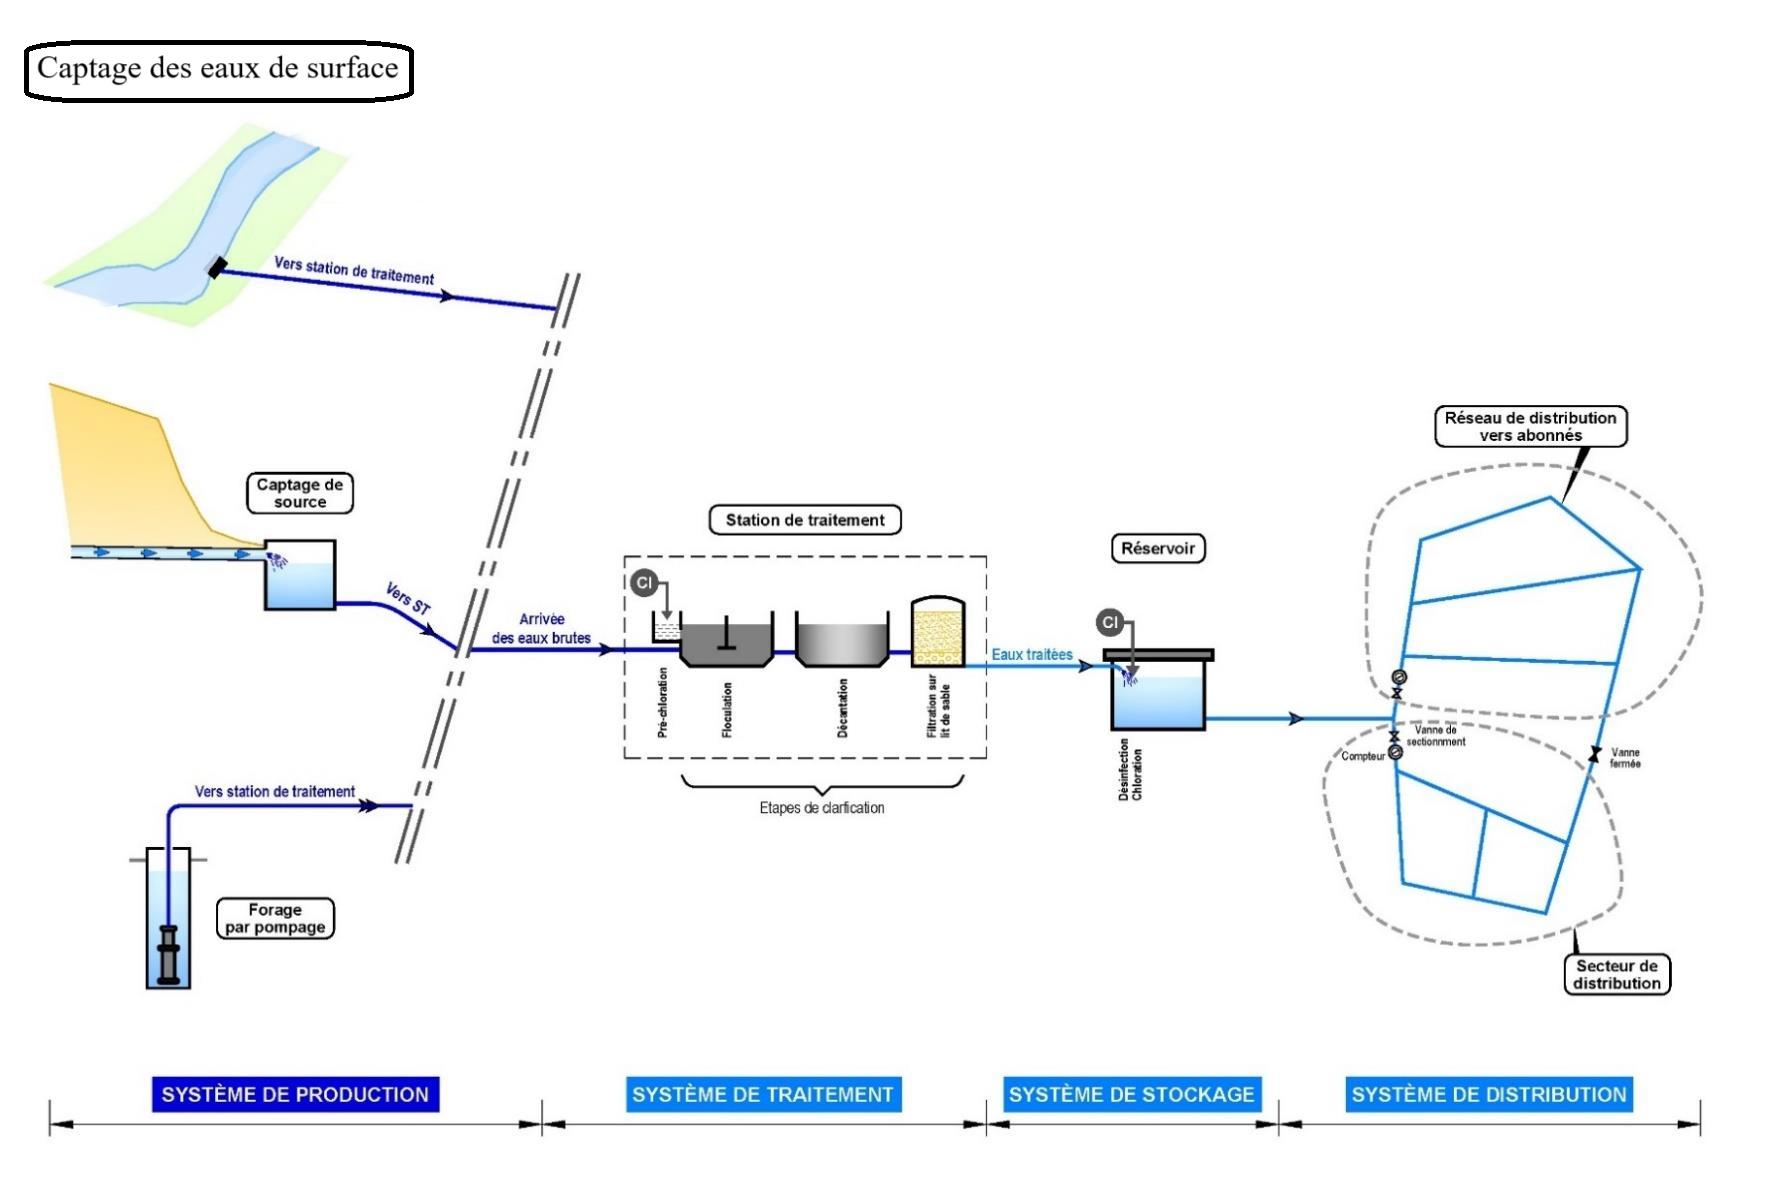 Captage des eaux de surface
Vers station de traitement
Captage de
source
Vers ST
Arrivée
des eaux brutes
Vers station de traitement
Forage
par pompage
Station de traitement
Cl
Pré-chloration
Floculation
Décantation
Filtration sur
lit de sable
Etapes de clarfication
Eaux traitées
Réservoir
Cl
Désinfection
Chloration
Réseau de distribution
vers abonnés
Vanne de
sectionnment
Compteur
Vanne
fermée
Secteur de
distribution
SYSTÈME DE PRODUCTION
SYSTÈME DE TRAITEMENT
SYSTÈME DE STOCKAGE
SYSTÈME DE DISTRIBUTION